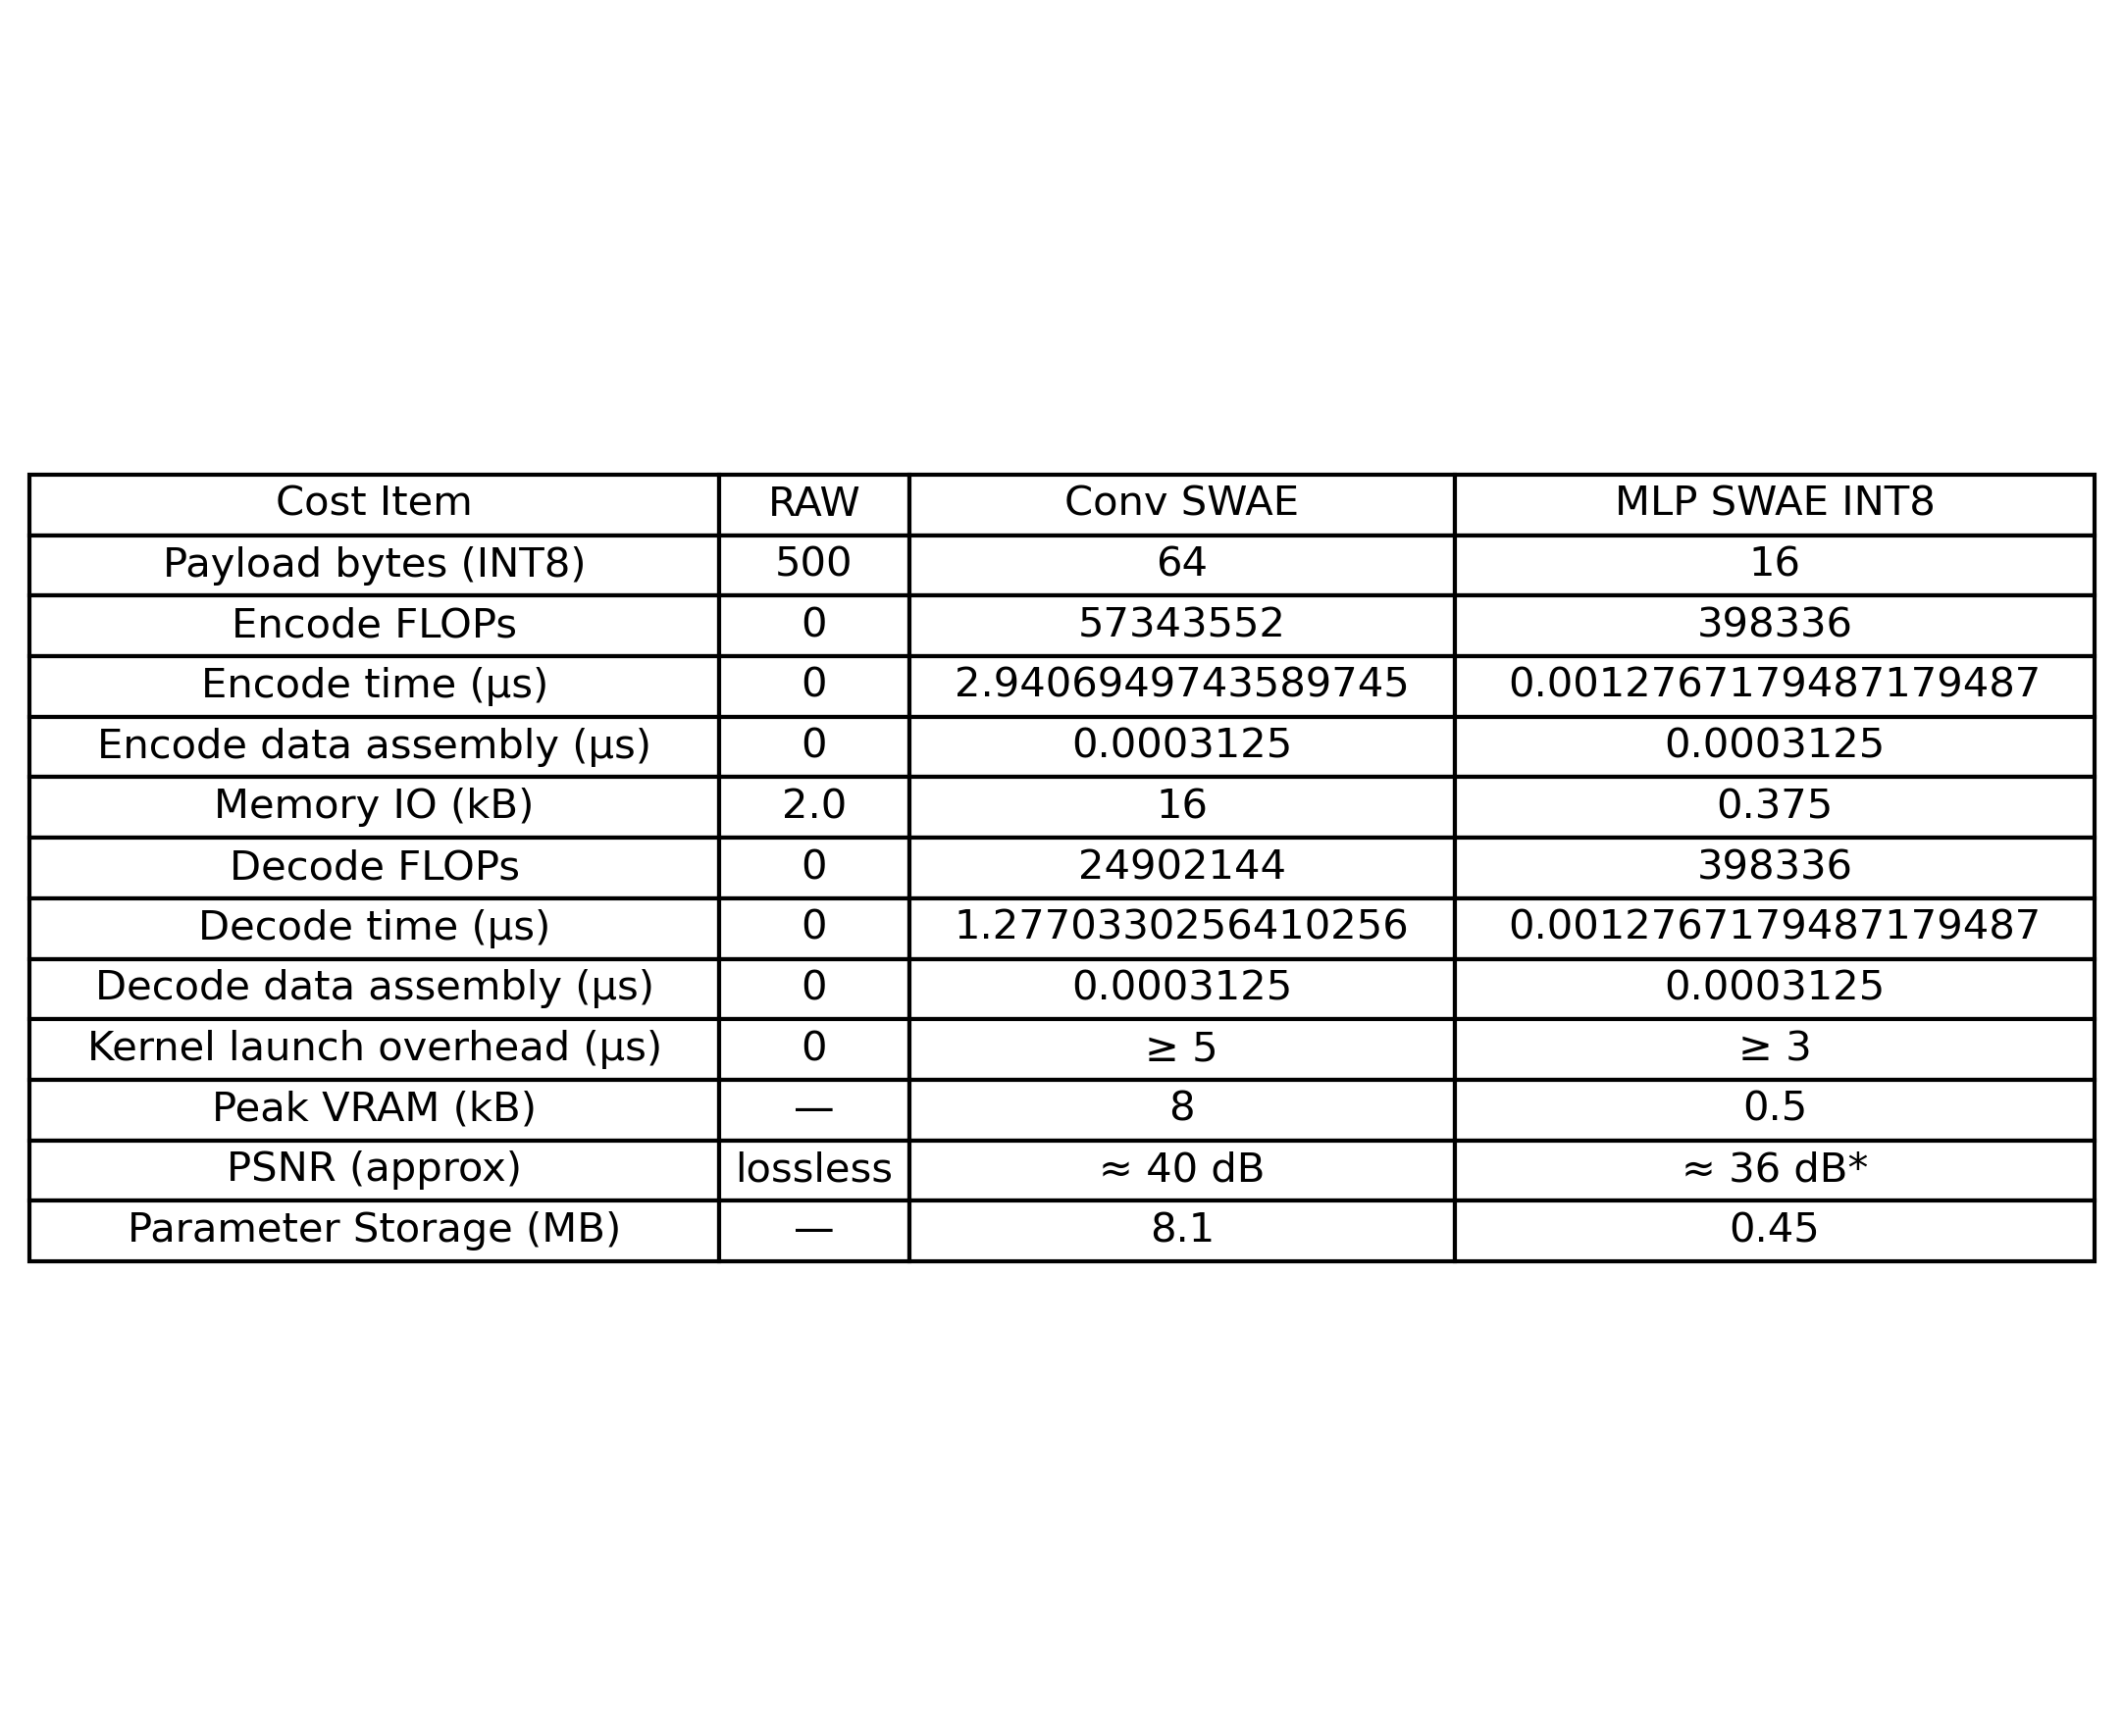 Cost Item RAW Conv SWAE MLP SWAE INT8
Payload bytes (INT8) 500 64 16
Encode FLOPs 0 57343552 398336
Encode time (μs) 0 2.9406949743589745 0.0012767179487179487
Encode data assembly (μs) 0 0.0003125 0.0003125
Memory IO (kB) 2.0 16 0.375
Decode FLOPs 0 24902144 398336
Decode time (μs) 0 1.2770330256410256 0.0012767179487179487
Decode data assembly (μs) 0 0.0003125 0.0003125
Kernel launch overhead (μs) 0 ≥ 5 ≥ 3
Peak VRAM (kB) — 8 0.5
PSNR (approx) lossless ≈ 40 dB ≈ 36 dB*
Parameter Storage (MB) — 8.1 0.45